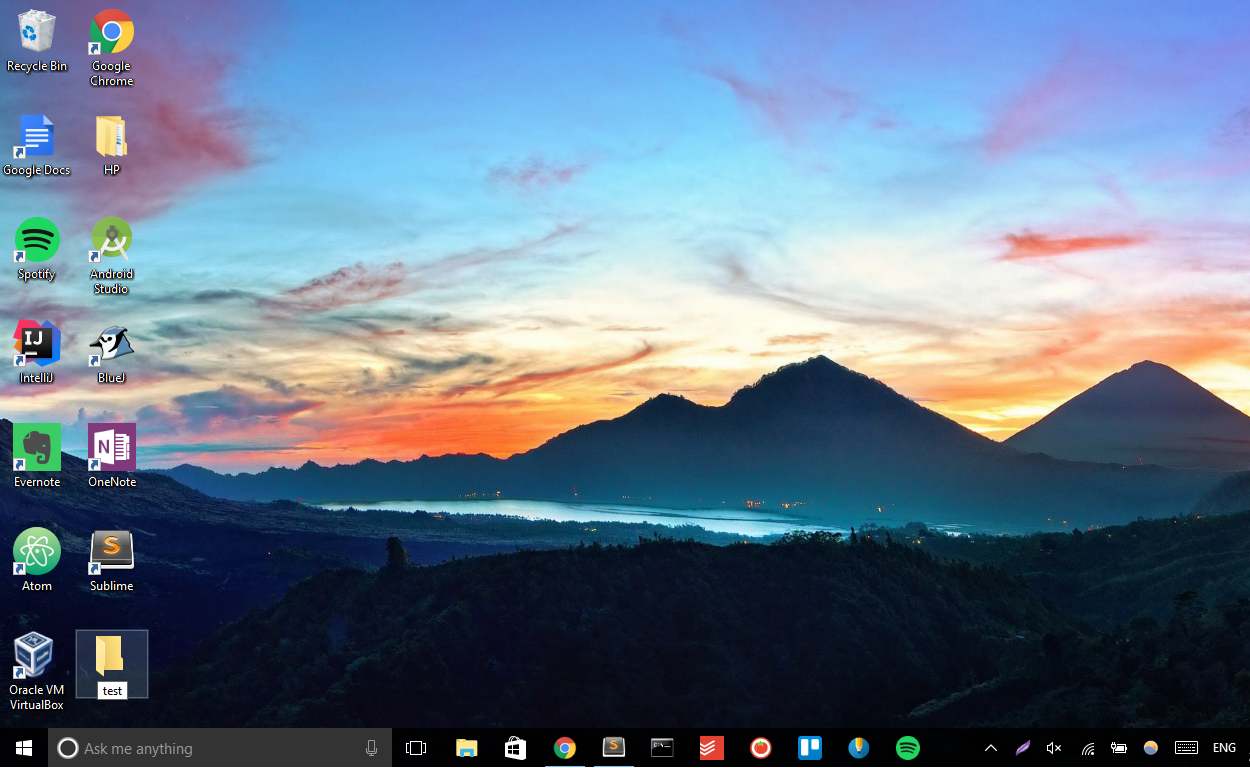 Recycle Bin
Google
Chrome
Google Docs
HP
Spotify
Android
Studio
IJ
IntelliJ
BlueJ
Evernote
N
OneNote
Atom
S
Sublime
Oracle VM
VirtualBox
test
Ask me anything
S
C:\
ENG